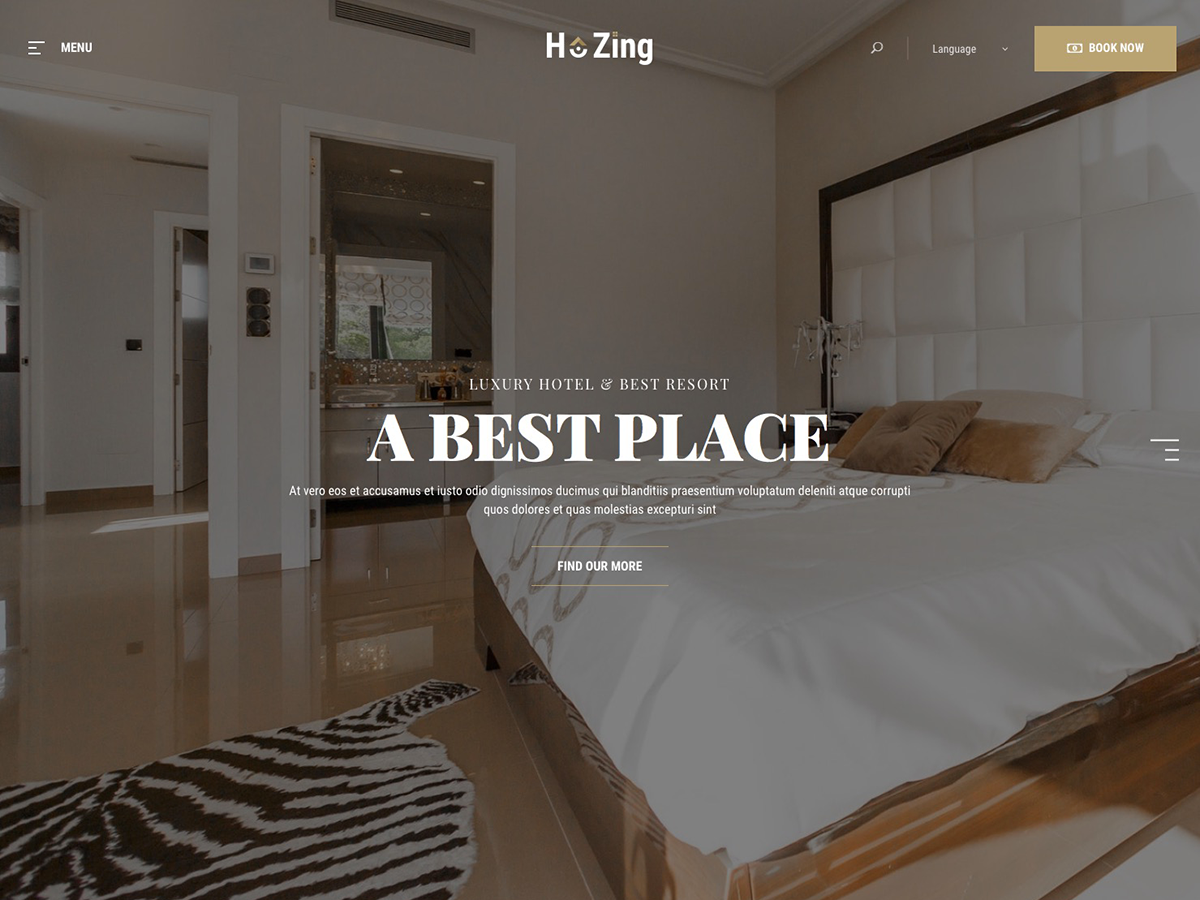 MENU
HoZing
Language
BOOK NOW
LUXURY HOTEL & BEST RESORT
A BEST PLACE
At vero eos et accusamus et iusto odio dignissimos ducimus qui blanditiis praesentium voluptatum deleniti atque corrupti
quos dolores et quas molestias excepturi sint
FIND OUR MORE